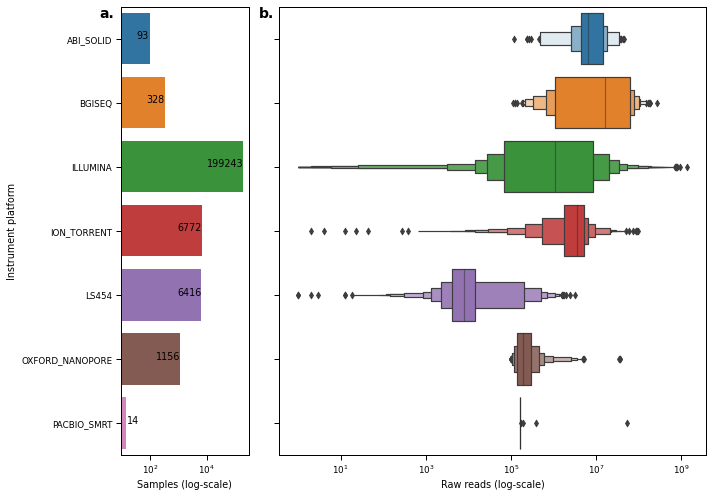 a.
b.
Instrument platform
ABI_SOLID
93
BGISEQ
328
ILLUMINA
199243
ION_TORRENT
6772
LS454
6416
OXFORD_NANOPORE
1156
PACBIO_SMRT
14
10² 10⁴
Samples (log-scale)
10¹ 10³ 10⁵ 10⁷ 10⁹
Raw reads (log-scale)